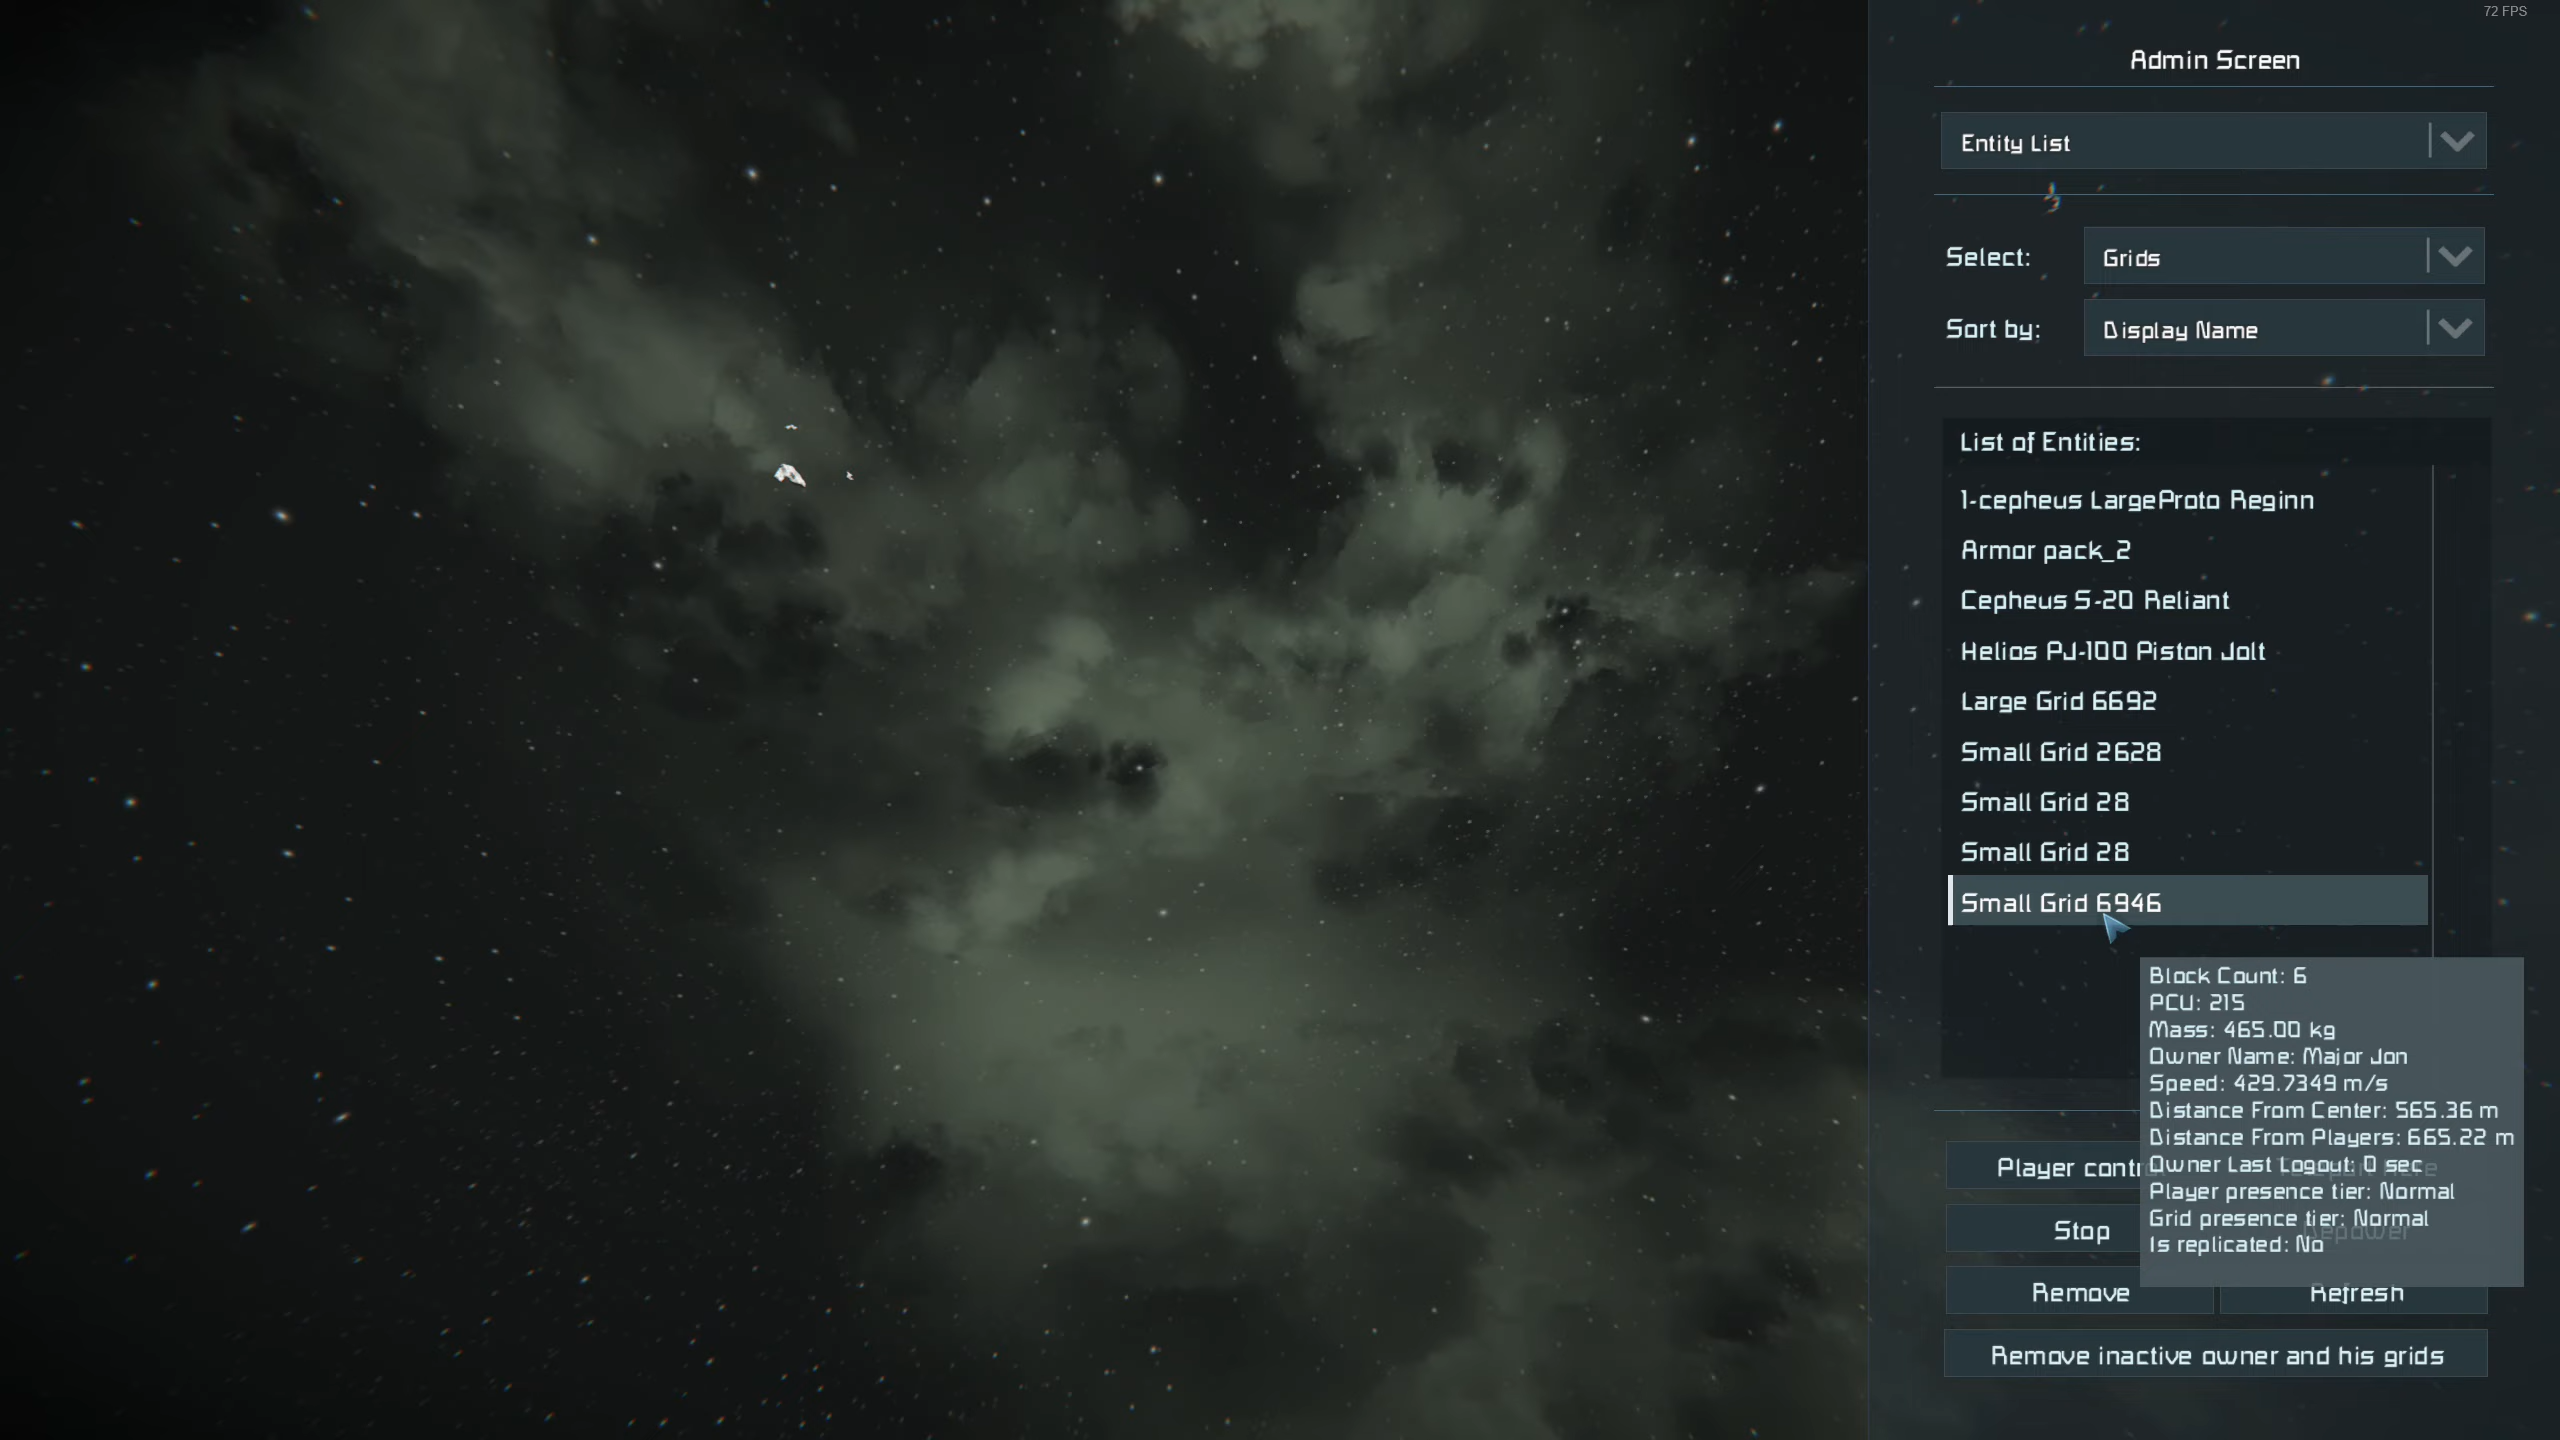 72 FPS
Admin Screen
Entity List
Select:
Grids
Sort by:
Display Name
List of Entities:
1-cepheus LargeProto Reginn
Armor pack_2
Cepheus S-20 Reliant
Helios PJ-100 Piston Jolt
Large Grid 6692
Small Grid 2628
Small Grid 28
Small Grid 28
Small Grid 6946
Block Count: 6
PCU: 215
Mass: 465.00 kg
Owner Name: Major Jon
Speed: 429.7349 m/s
Distance From Center: 565.36 m
Distance From Players: 665.22 m
Owner Last Logout: 0 sec
Player presence tier: Normal
Grid presence tier: Normal
Is replicated: No
Player
Stop
Depower
Remove
Refresh
Remove inactive owner and his grids